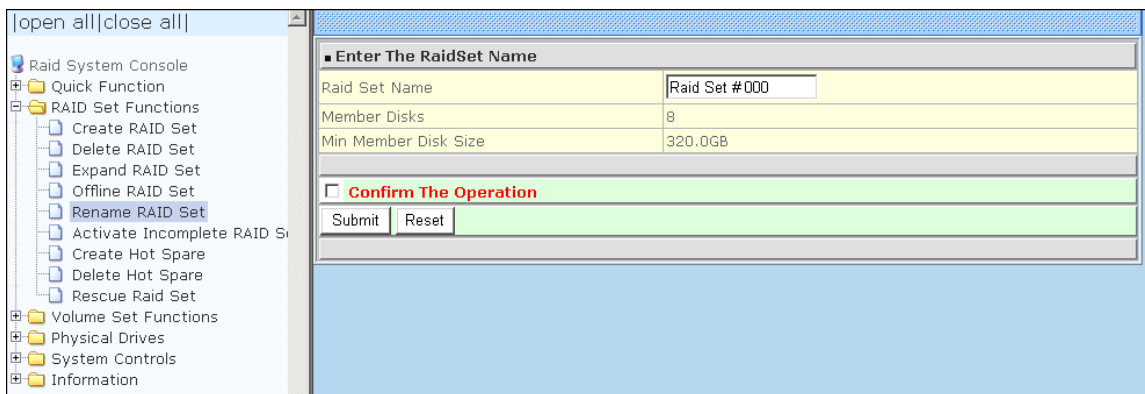 |open all|close all|
Raid System Console
Quick Function
RAID Set Functions
Create RAID Set
Delete RAID Set
Expand RAID Set
Offline RAID Set
Rename RAID Set
Activate Incomplete RAID
Create Hot Spare
Delete Hot Spare
Rescue Raid Set
Volume Set Functions
Physical Drives
System Controls
Information
Enter The RaidSet Name
Raid Set Name Raid Set #000
Member Disks 8
Min Member Disk Size 320.0GB
Confirm The Operation
Submit Reset